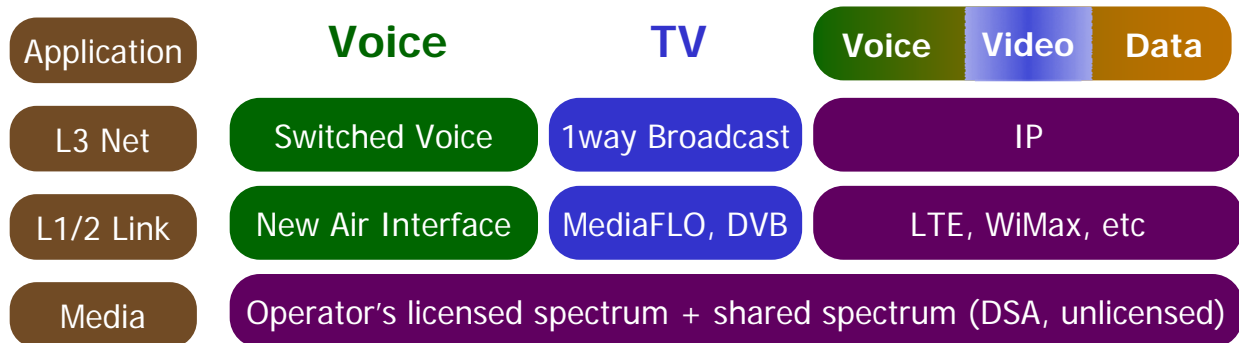 Application Voice TV Voice Video Data
L3 Net Switched Voice 1way Broadcast IP
L1/2 Link New Air Interface MediaFLO, DVB LTE, WiMax, etc
Media Operator's licensed spectrum + shared spectrum (DSA, unlicensed)